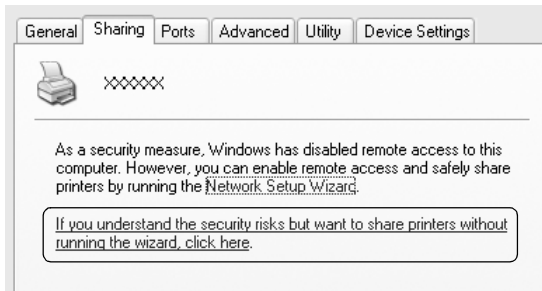 General Sharing Ports Advanced Utility Device Settings
XXXXXX
As a security measure, Windows has disabled remote access to this
computer. However, you can enable remote access and safely share
printers by running the Network Setup Wizard.
If you understand the security risks but want to share printers without
running the wizard, click here.